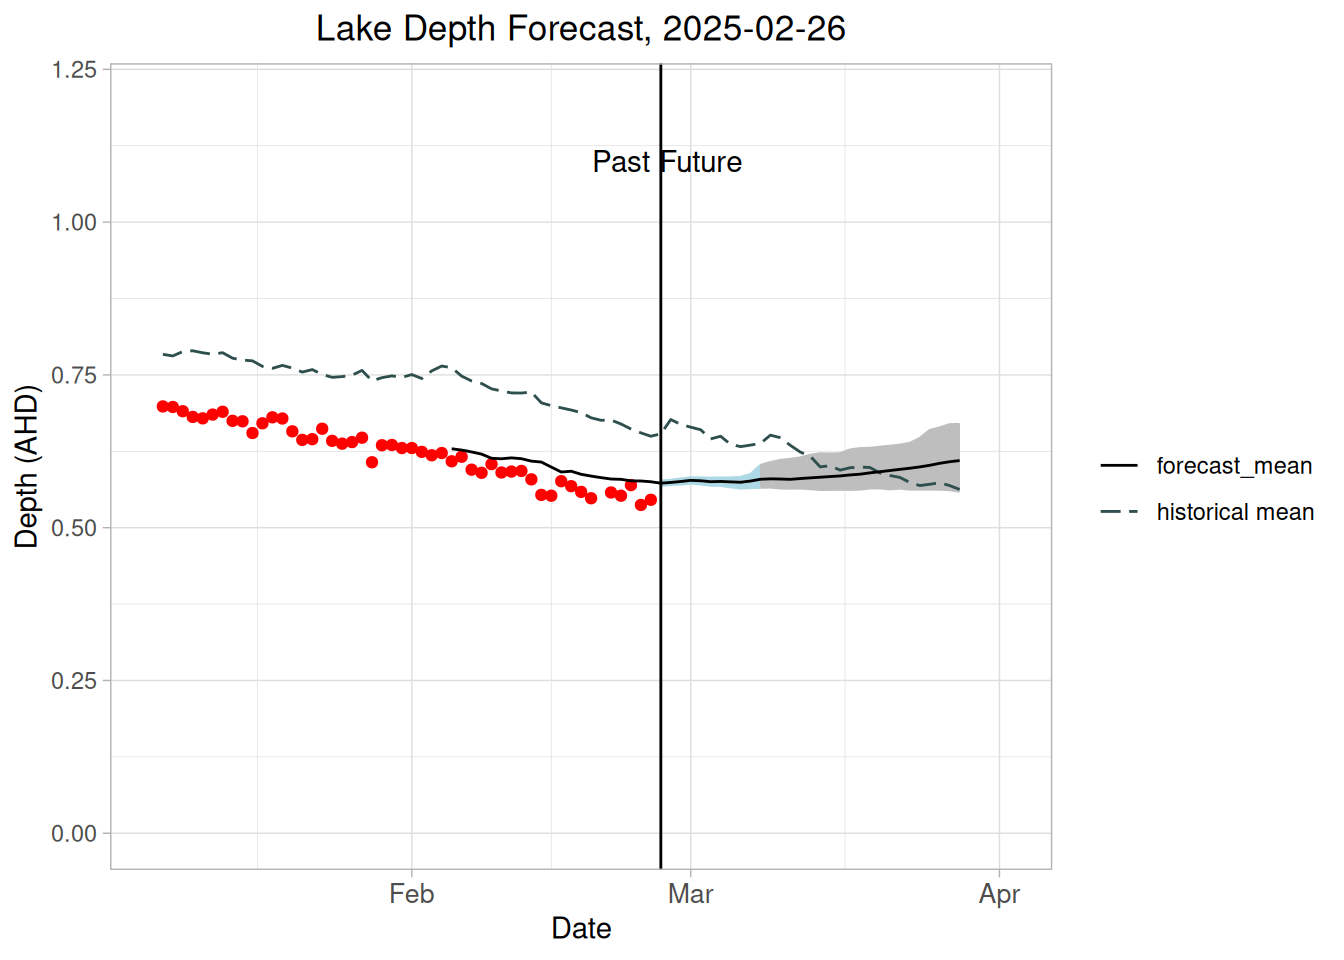 Lake Depth Forecast, 2025-02-26
1.25
Past Future
1.00
0.75
0.50
0.25
0.00
Depth (AHD)
Feb Mar Apr
Date
forecast_mean
historical mean